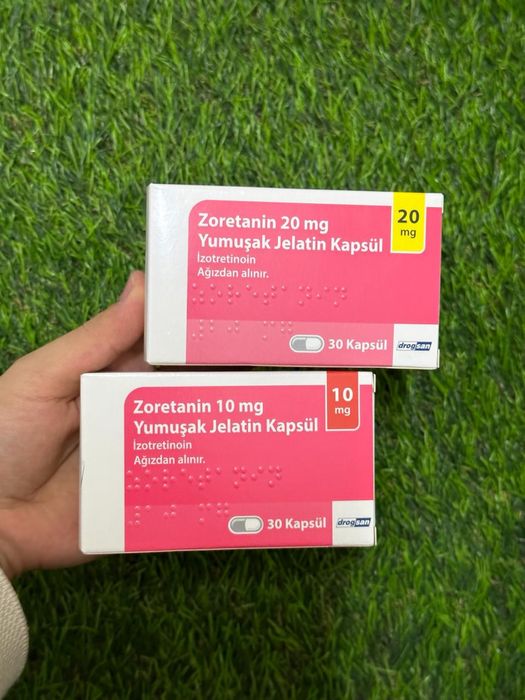 Zoretanin 20 mg
Yumuşak Jelatin Kapsül
İzotretinoin
Ağızdan alınır.
20
mg
30 Kapsül
drogsan
Zoretanin 10 mg
Yumuşak Jelatin Kapsül
İzotretinoin
Ağızdan alınır.
10
mg
30 Kapsül
drogsan